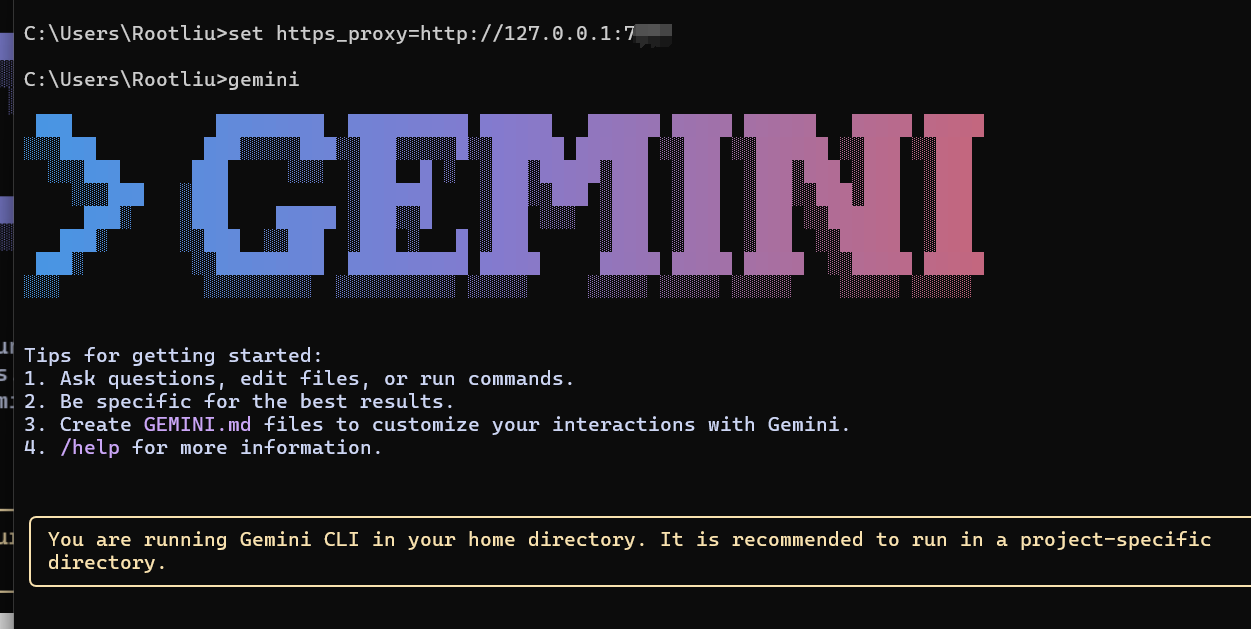 C:\Users\Rootliu>set https_proxy=http://127.0.0.1:7
C:\Users\Rootliu>gemini
> GEMINI
Tips for getting started:
1. Ask questions, edit files, or run commands.
2. Be specific for the best results.
3. Create GEMINI.md files to customize your interactions with Gemini.
4. /help for more information.
You are running Gemini CLI in your home directory. It is recommended to run in a project-specific
directory.